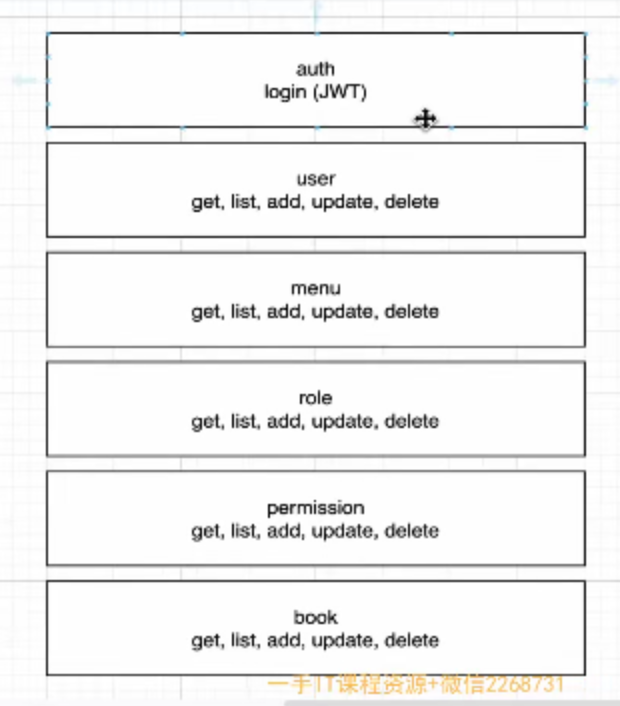 auth
login (JWT)
user
get, list, add, update, delete
menu
get, list, add, update, delete
role
get, list, add, update, delete
permission
get, list, add, update, delete
book
get, list, add, update, delete
一手IT课程资源+微信2268731